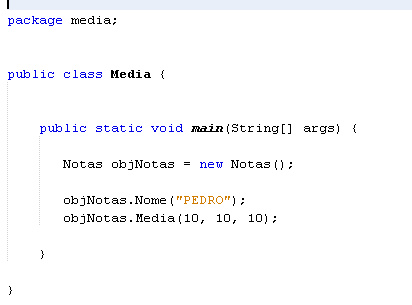 package media;
public class Media {
public static void main(String[] args) {
Notas objNotas = new Notas();
objNotas.Nome("PEDRO");
objNotas.Media(10, 10, 10);
}
}